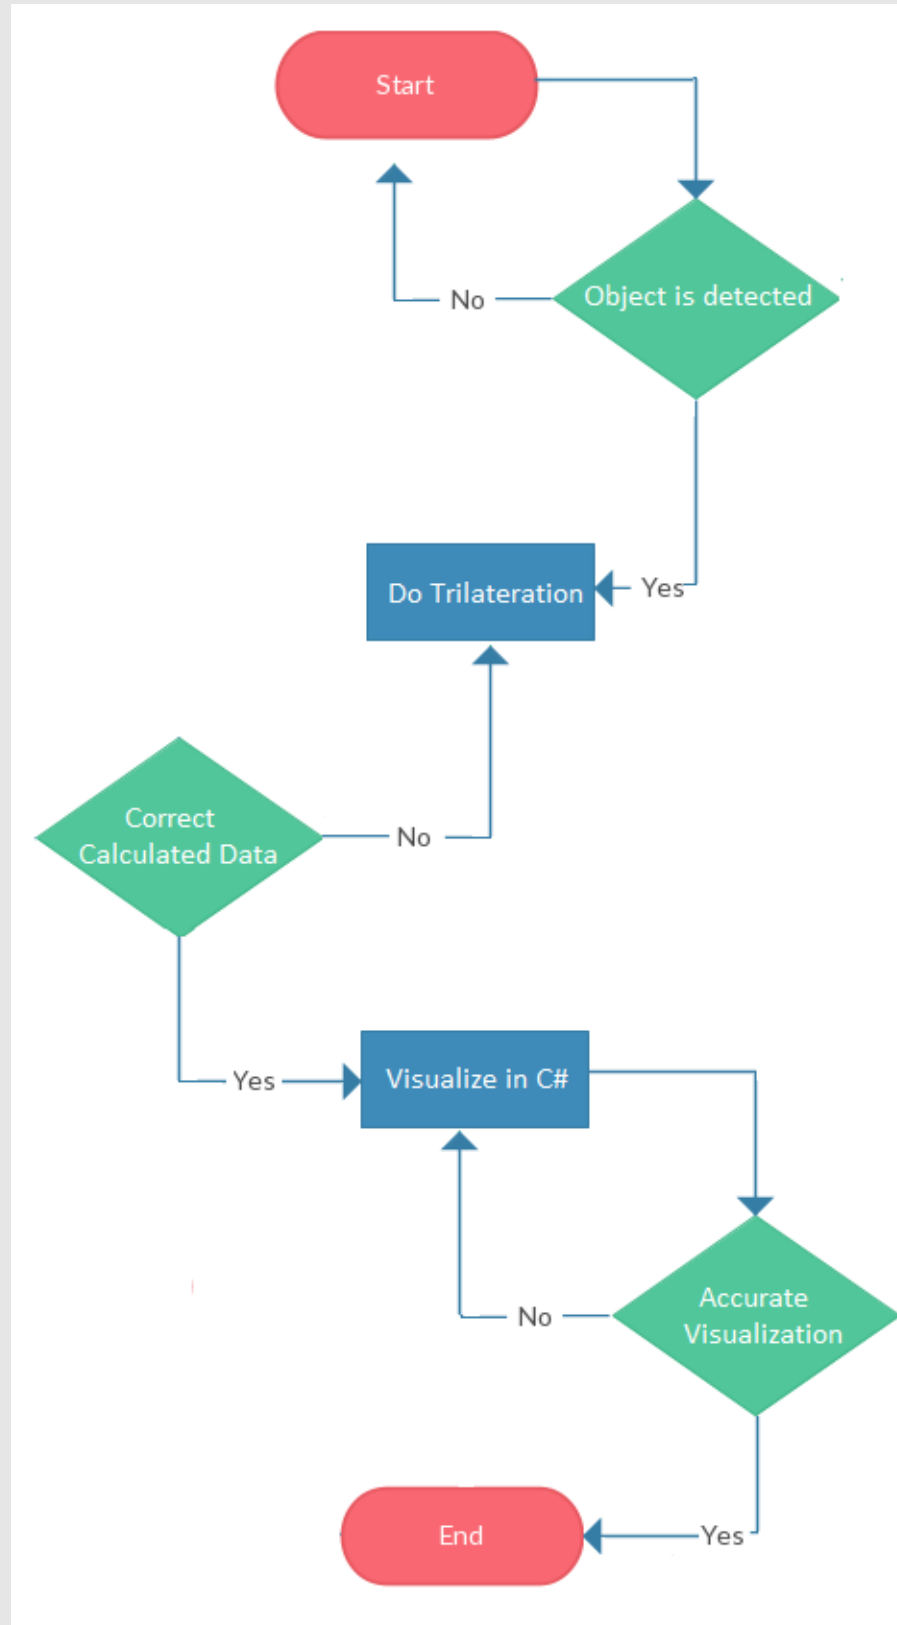 Start
Object is detected
No
Yes
Do Trilateration
Correct
Calculated Data
No
Yes
Visualize in C#
Accurate
Visualization
No
Yes
End